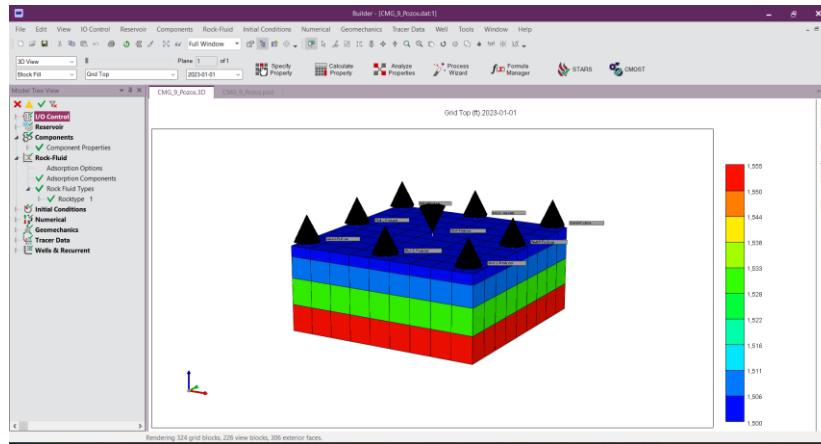 Builder - [CMG_9_Pozos.dat:1]
File Edit View IO-Control Reservoir Components Rock-Fluid Initial Conditions Numerical Geomechanics Tracer Data Well Tools Window Help
Full Window
3D View
Plane 1 of1
Block Fill
Grid Top
2023-01-01
Specify Property
Calculate Property
Analyze Properties
Process Wizard
Formula Manager
STARS
CMOST
Model Tree View
CMG_9_Pozos.3D
CMG_9_Pozos.plot
I/O Control
Reservoir
Components
Component Properties
Rock-Fluid
Adsorption Options
Adsorption Components
Rock Fluid Types
Rocktype 1
Initial Conditions
Numerical
Geomechanics
Tracer Data
Wells & Recurrent
Grid Top (ft) 2023-01-01
1,555
1,550
1,544
1,538
1,533
1,528
1,522
1,516
1,511
1,506
1,500
Rendering 324 grid blocks, 226 view blocks, 306 exterior faces.